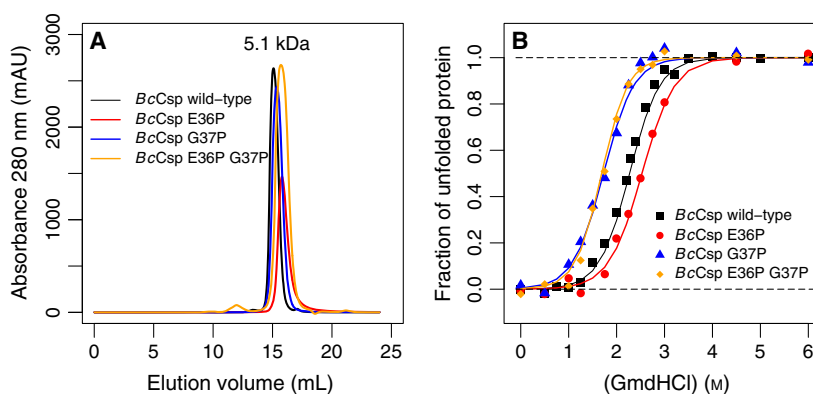 A
5.1 kDa
BcCsp wild−type
BcCsp E36P
BcCsp G37P
BcCsp E36P G37P
Absorbance 280 nm (mAU)
0
1000
2000
3000
0 5 10 15 20 25
Elution volume (mL)
B
BcCsp wild−type
BcCsp E36P
BcCsp G37P
BcCsp E36P G37P
Fraction of unfolded protein
0.0
0.2
0.4
0.6
0.8
1.0
0 1 2 3 4 5 6
(GmdHCl) (M)